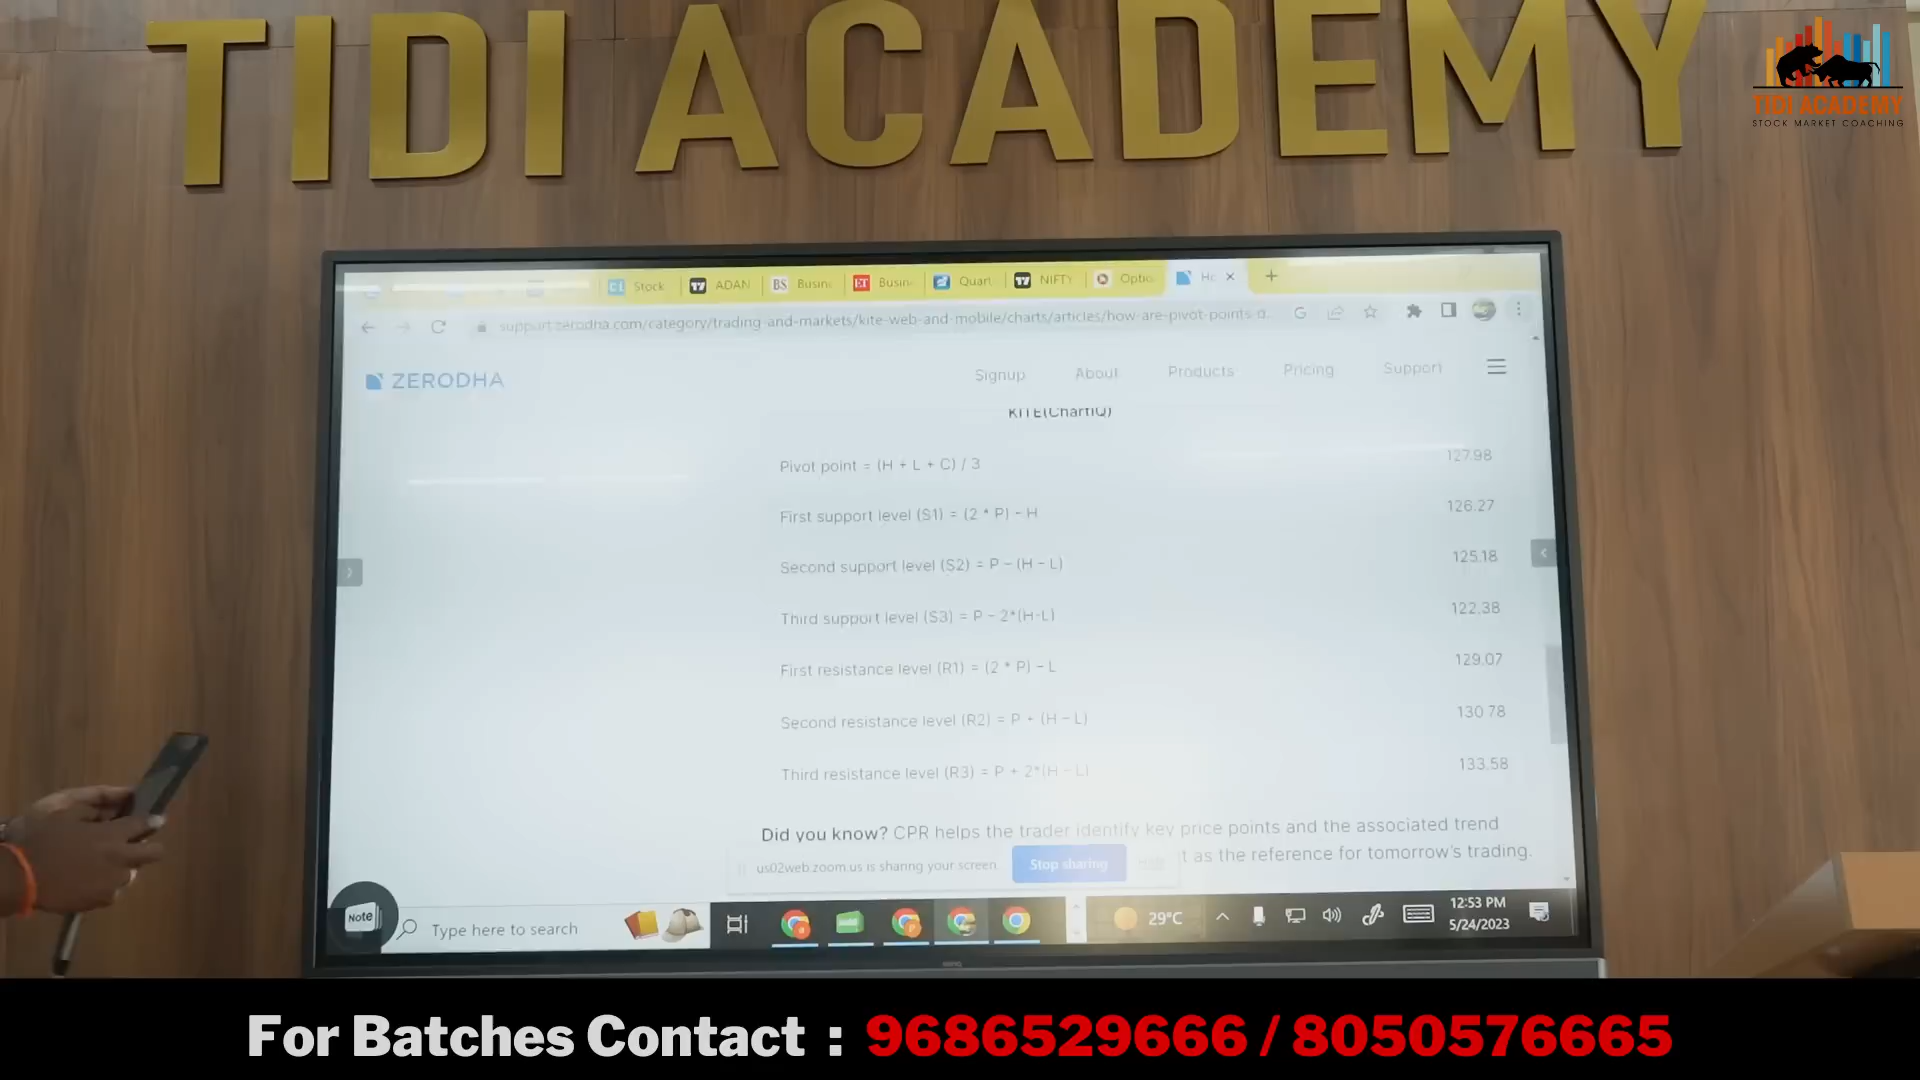 TIDI ACADEMY
TIDI ACADEMY
STOCK MARKET COACHING
Stock
ADAN
BS Busin
ET Busin
Quart
NIFTY
Optio
support.zerodha.com/category/trading-and-markets/kite-web-and-mobile/charts/articles/how-are-pivot-points-d...
ZERODHA
Signup About Products Pricing Support
KITE(ChartIQ)
Pivot point = (H + L + C) / 3 127.98
First support level (S1) = (2 * P) - H 126.27
Second support level (S2) = P - (H - L) 125.18
Third support level (S3) = P - 2*(H-L) 122.38
First resistance level (R1) = (2 * P) - L 129.07
Second resistance level (R2) = P + (H - L) 130.78
Third resistance level (R3) = P + 2*(H - L) 133.58
Did you know? CPR helps the trader identify key price points and the associated trend
t as the reference for tomorrow's trading.
us02web.zoom.us is sharing your screen Stop sharing
Note
Type here to search
29°C
12:53 PM
5/24/2023
For Batches Contact : 9686529666 / 8050576665